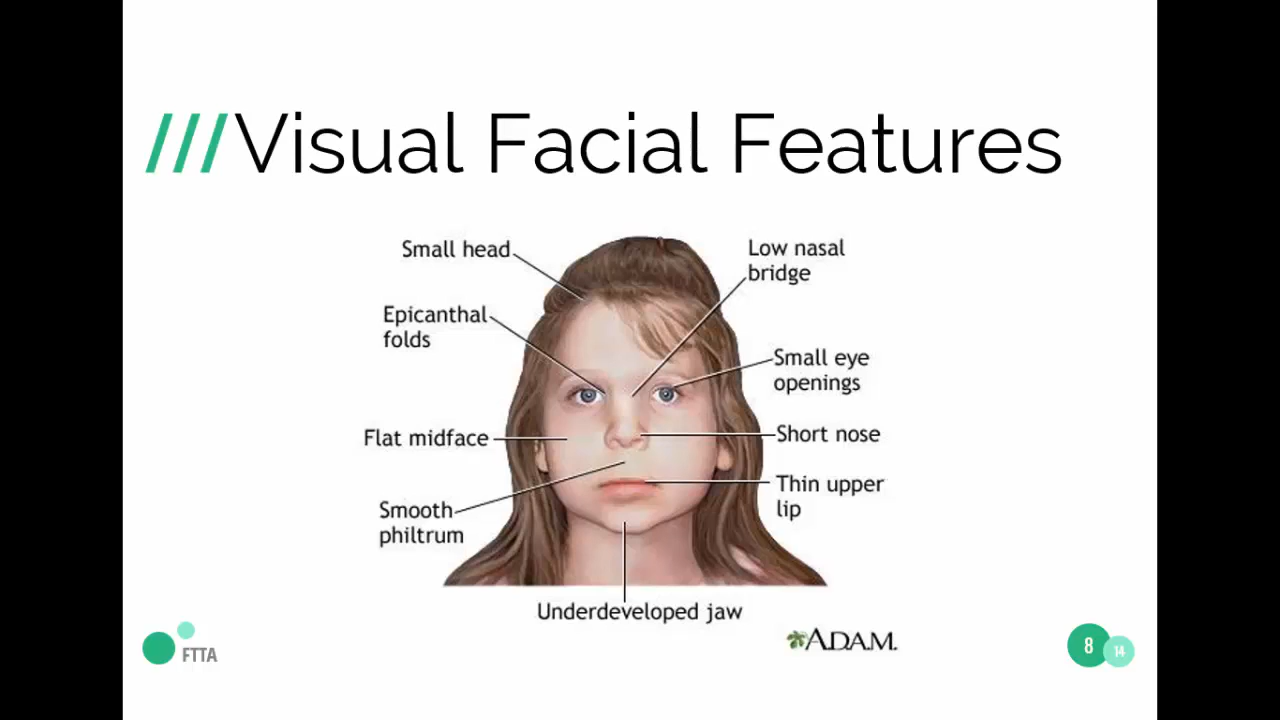 ///Visual Facial Features
Small head
Low nasal
bridge
Epicanthal
folds
Small eye
openings
Flat midface
Short nose
Smooth
philtrum
Thin upper
lip
Underdeveloped jaw
A.D.A.M.
FTTA
8
14